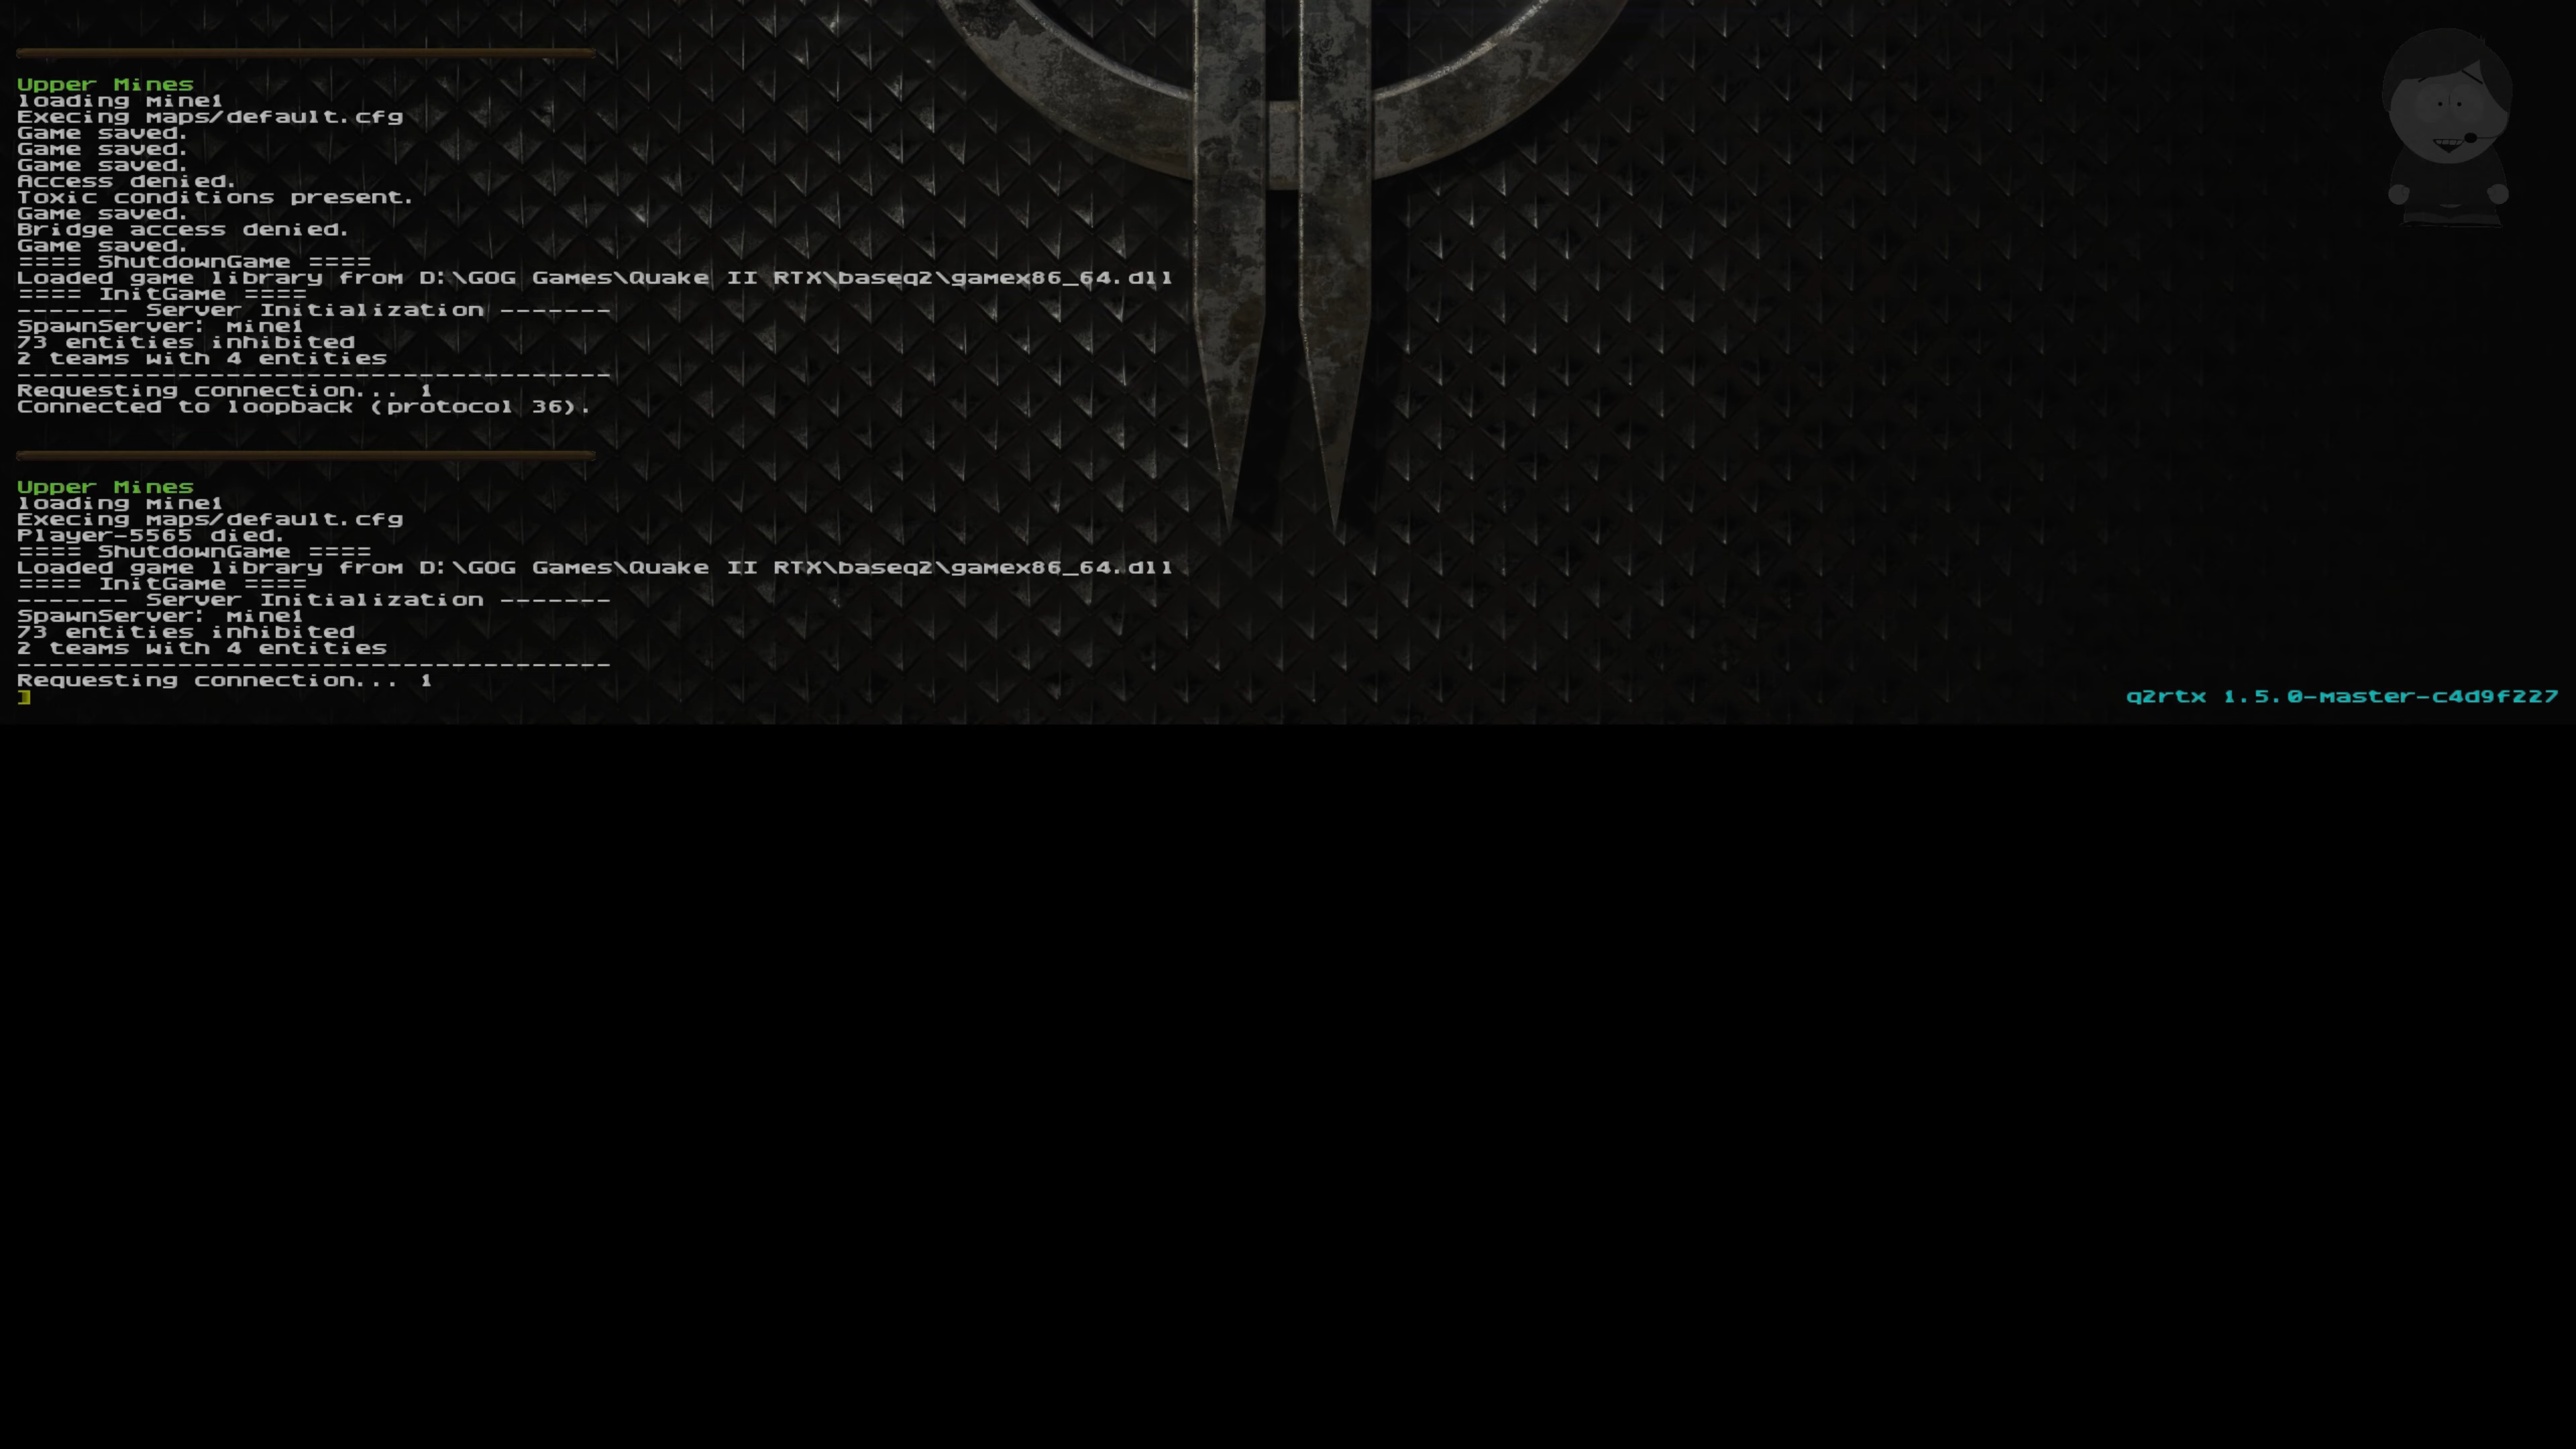 Upper Mines
loading mine1
Execing maps/default.cfg
Game saved.
Game saved.
Game saved.
Access denied.
Toxic conditions present.
Game saved.
Bridge access denied.
Game saved.
==== ShutdownGame ====
Loaded game library from D:\GOG Games\Quake II RTX\baseq2\gamex86_64.dll
==== InitGame ====
------- Server Initialization -------
SpawnServer: mine1
73 entities inhibited
2 teams with 4 entities
-------------------------------------
Requesting connection... 1
Connected to loopback (protocol 36).
Upper Mines
loading mine1
Execing maps/default.cfg
Player-5565 died.
==== ShutdownGame ====
Loaded game library from D:\GOG Games\Quake II RTX\baseq2\gamex86_64.dll
==== InitGame ====
------- Server Initialization -------
SpawnServer: mine1
73 entities inhibited
2 teams with 4 entities
-------------------------------------
Requesting connection... 1
]
q2rtx 1.5.0-master-c4d9f227